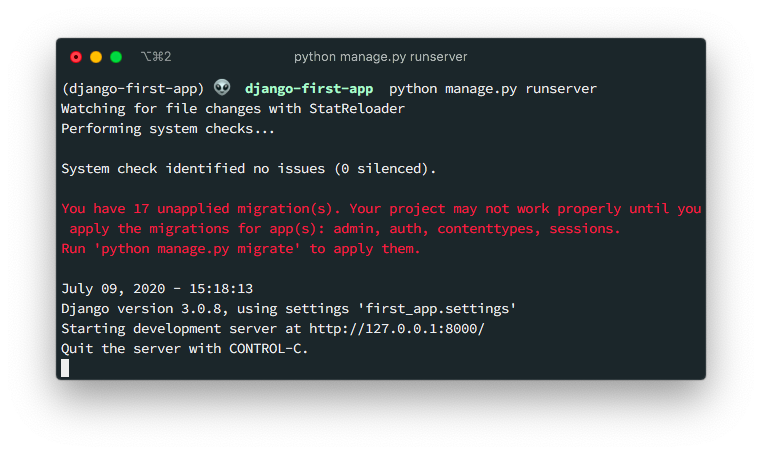 ⌥⌘2 python manage.py runserver
(django-first-app) 👽 django-first-app python manage.py runserver
Watching for file changes with StatReloader
Performing system checks...
System check identified no issues (0 silenced).
You have 17 unapplied migration(s). Your project may not work properly until you
apply the migrations for app(s): admin, auth, contenttypes, sessions.
Run 'python manage.py migrate' to apply them.
July 09, 2020 - 15:18:13
Django version 3.0.8, using settings 'first_app.settings'
Starting development server at http://127.0.0.1:8000/
Quit the server with CONTROL-C.